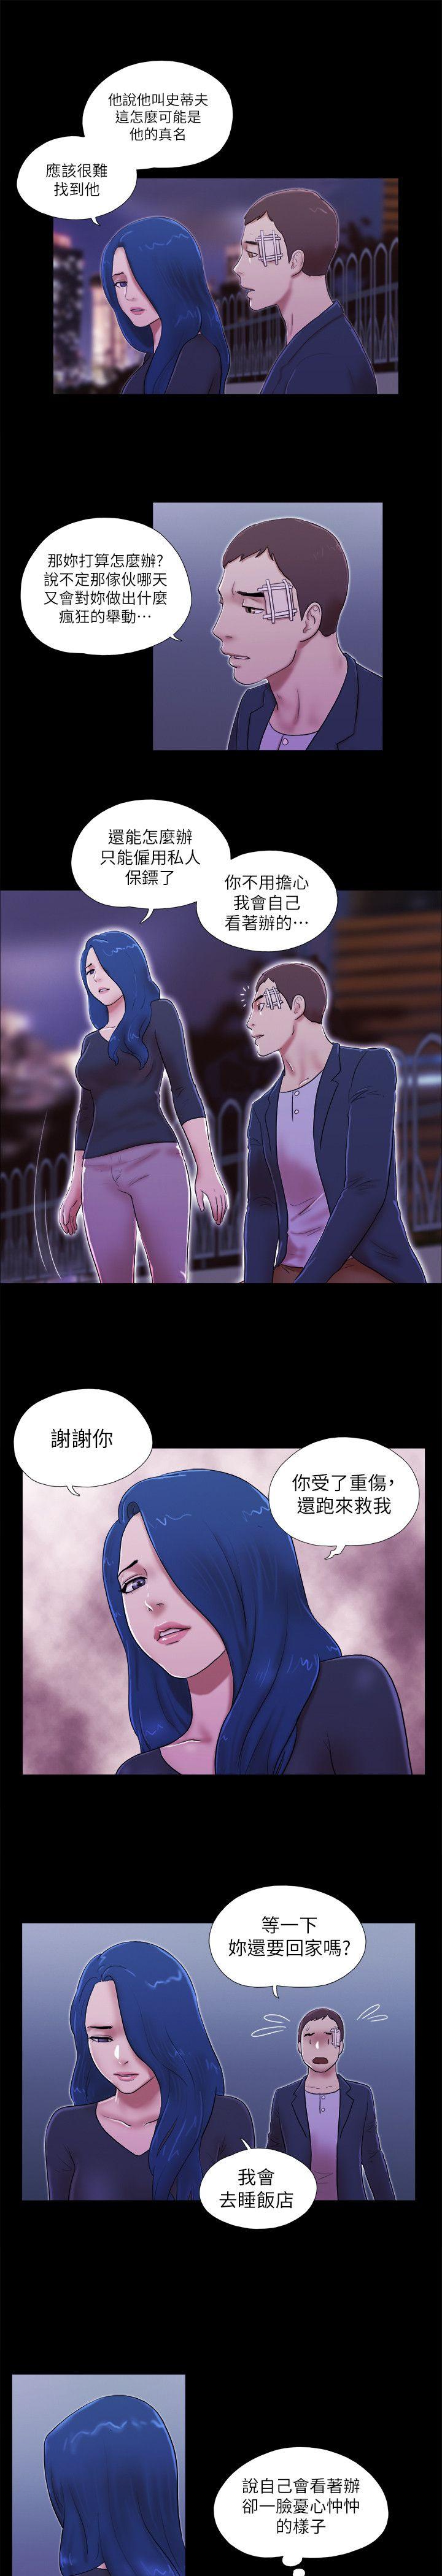 他說他叫史蒂夫
這怎麼可能是
他的真名
應該很難
找到他
那妳打算怎麼辦?
說不定那傢伙哪天
又會對妳做出什麼
瘋狂的舉動⋯
還能怎麼辦
只能僱用私人
保鏢了
你不用擔心
我會自己
看著辦的⋯
謝謝你
你受了重傷,
還跑來救我
等一下
妳還要回家嗎?
我會
去睡飯店
說自己會看著辦
卻一臉憂心忡忡
的樣子